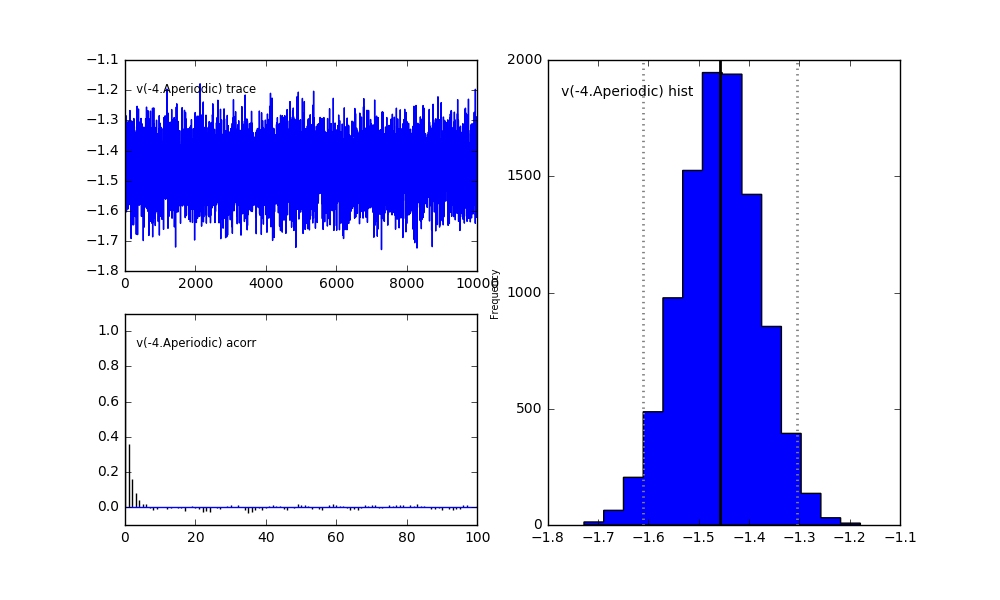 −1.1
−1.2
−1.3
−1.4
−1.5
−1.6
−1.7
−1.8
v(-4.Aperiodic) trace
0 2000 4000 6000 8000 10000
1.0
0.8
0.6
0.4
0.2
0.0
v(-4.Aperiodic) acorr
0 20 40 60 80 100
Frequency
2000
1500
1000
500
0
v(-4.Aperiodic) hist
−1.8 −1.7 −1.6 −1.5 −1.4 −1.3 −1.2 −1.1